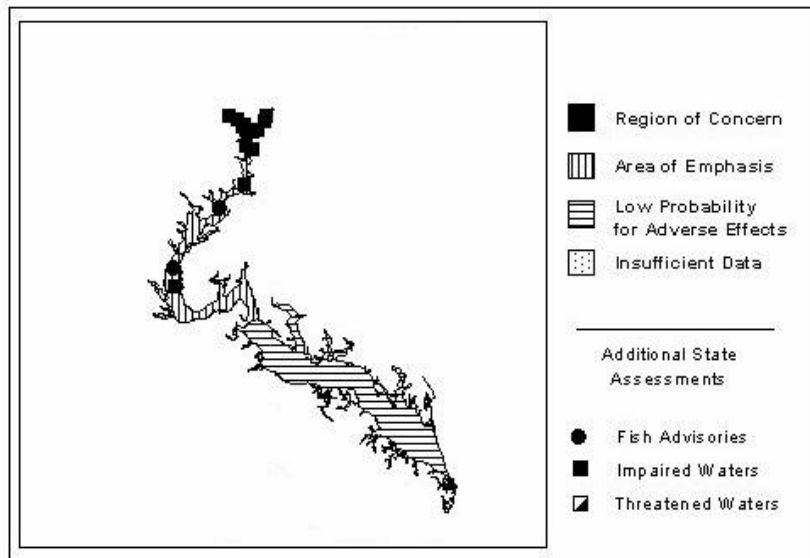 Region of Concern
Area of Emphasis
Low Probability
for Adverse Effects
Insufficient Data
Additional State
Assessments
Fish Advisories
Impaired Waters
Threatened Waters